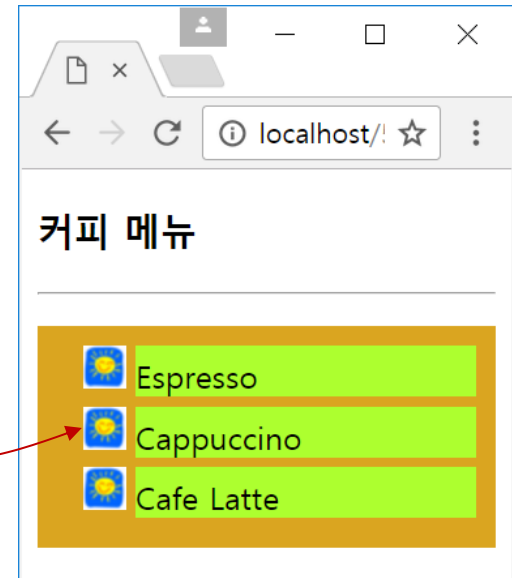 localhost/
커피 메뉴
Espresso
Cappuccino
Cafe Latte